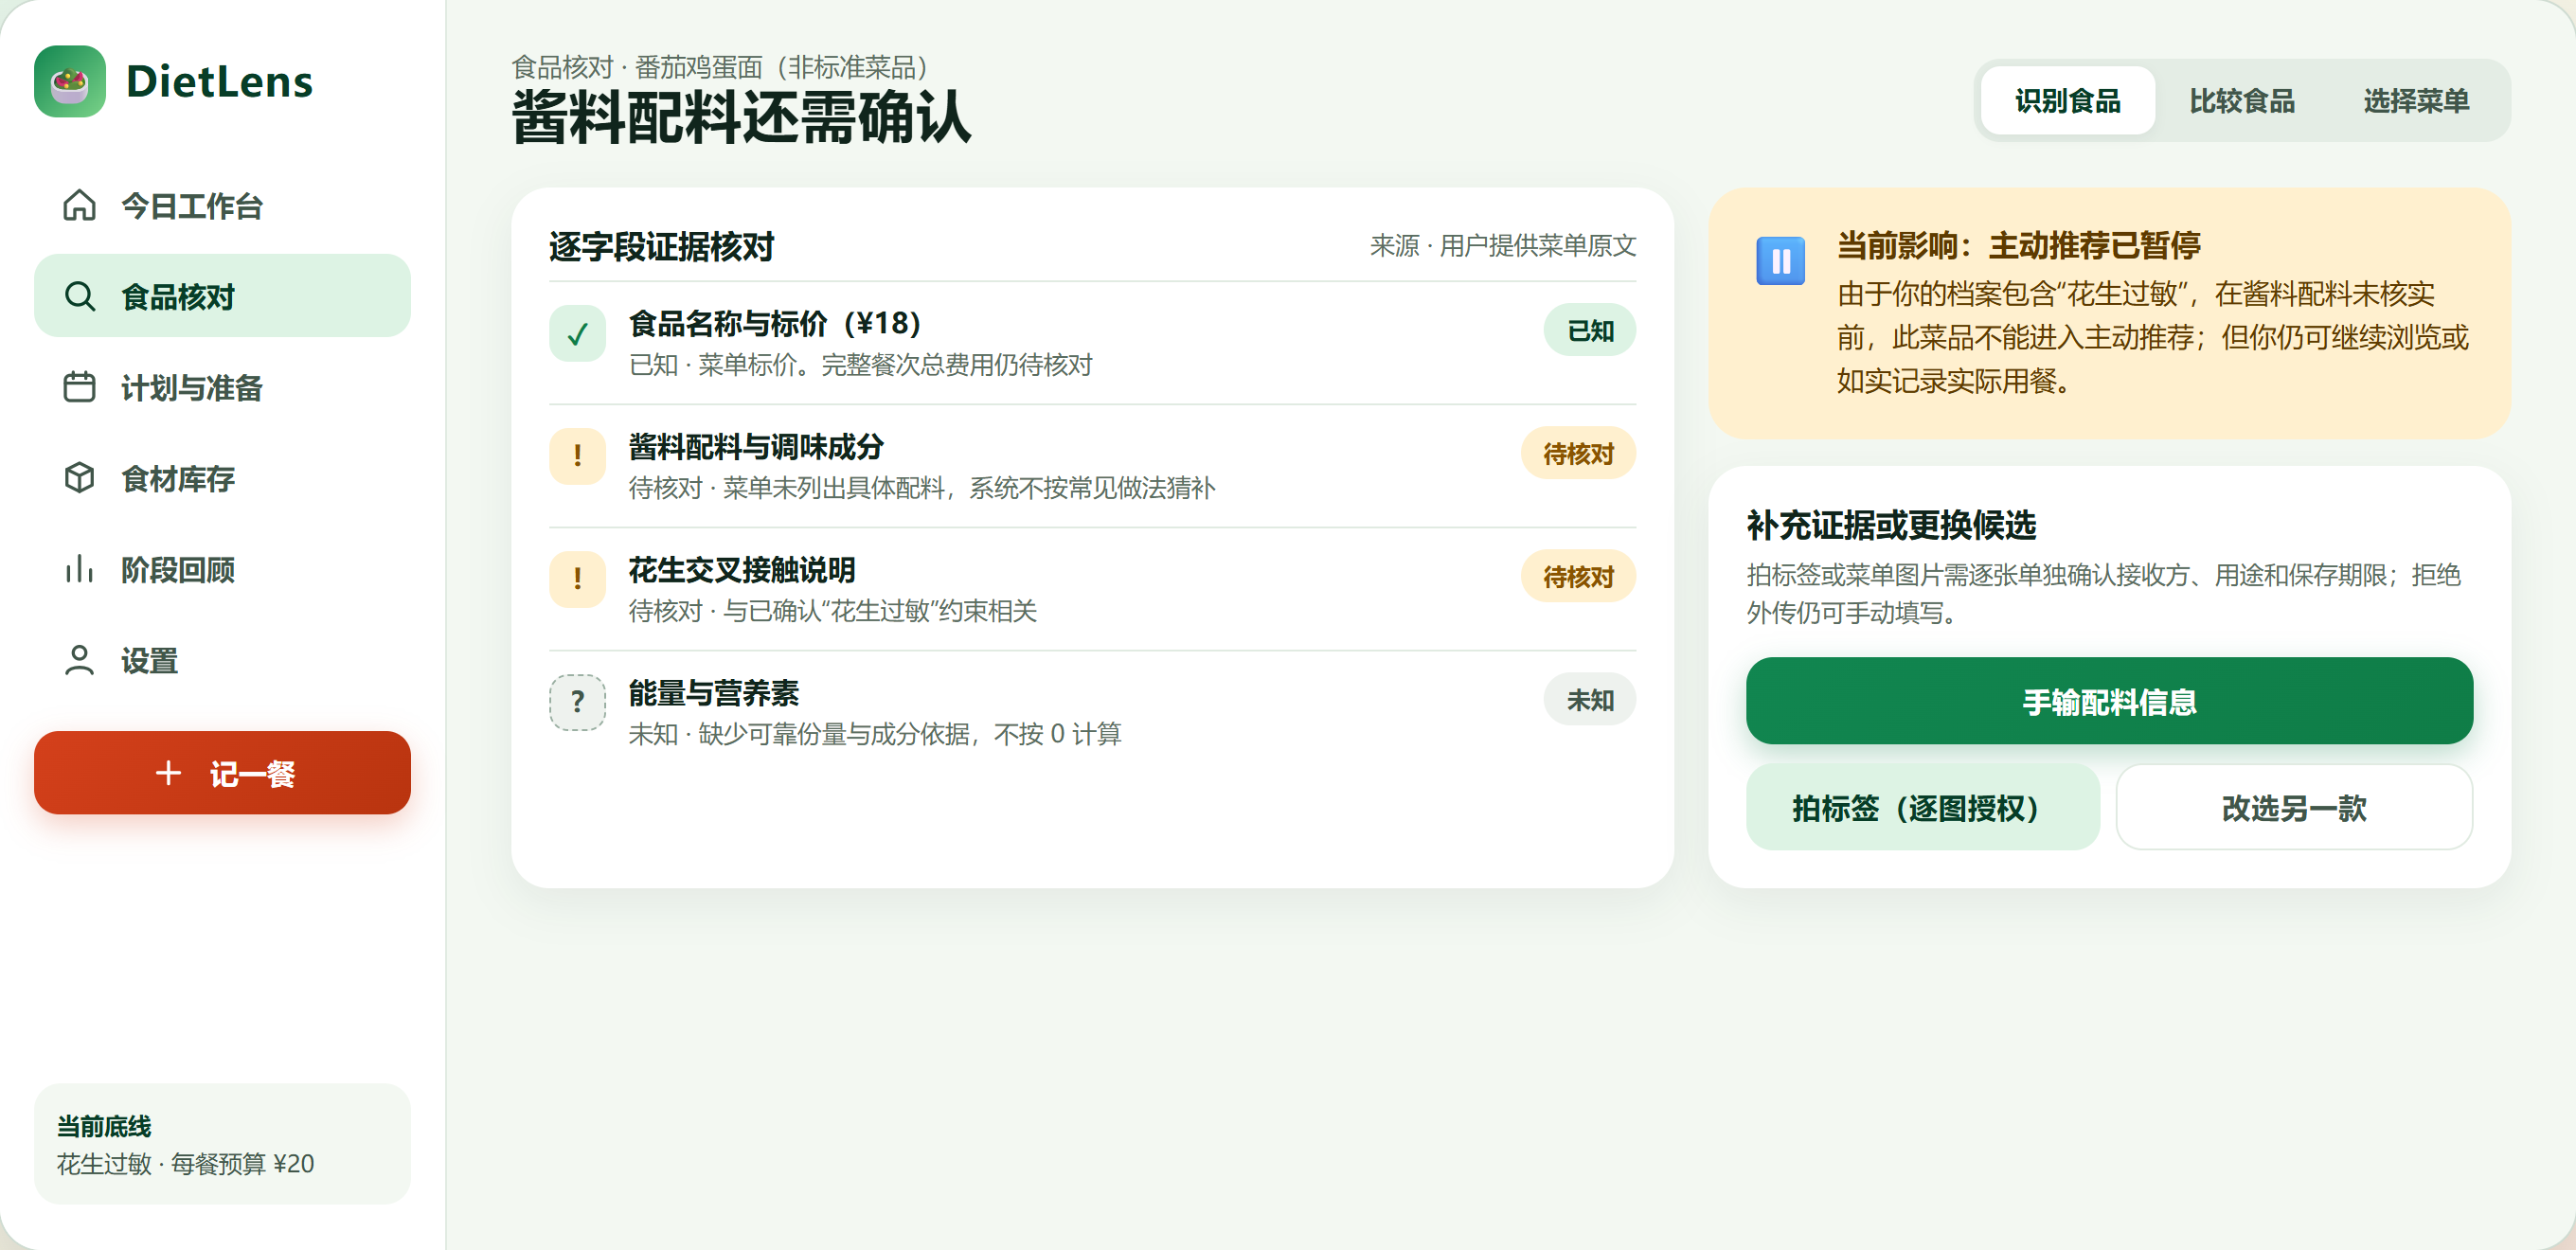 DietLens
今日工作台
食品核对
计划与准备
食材库存
阶段回顾
设置
+ 记一餐
当前底线
花生过敏 · 每餐预算 ¥20
食品核对 · 番茄鸡蛋面（非标准菜品）
酱料配料还需确认
识别食品
比较食品
选择菜单
逐字段证据核对
来源 · 用户提供菜单原文
✓
食品名称与标价（¥18）
已知
已知 · 菜单标价。完整餐次总费用仍待核对
!
酱料配料与调味成分
待核对
待核对 · 菜单未列出具体配料，系统不按常见做法猜补
!
花生交叉接触说明
待核对
待核对 · 与已确认“花生过敏”约束相关
?
能量与营养素
未知
未知 · 缺少可靠份量与成分依据，不按 0 计算
当前影响：主动推荐已暂停
由于你的档案包含“花生过敏”，在酱料配料未核实
前，此菜品不能进入主动推荐；但你仍可继续浏览或
如实记录实际用餐。
补充证据或更换候选
拍标签或菜单图片需逐张单独确认接收方、用途和保存期限；拒绝
外传仍可手动填写。
手输配料信息
拍标签（逐图授权）
改选另一款